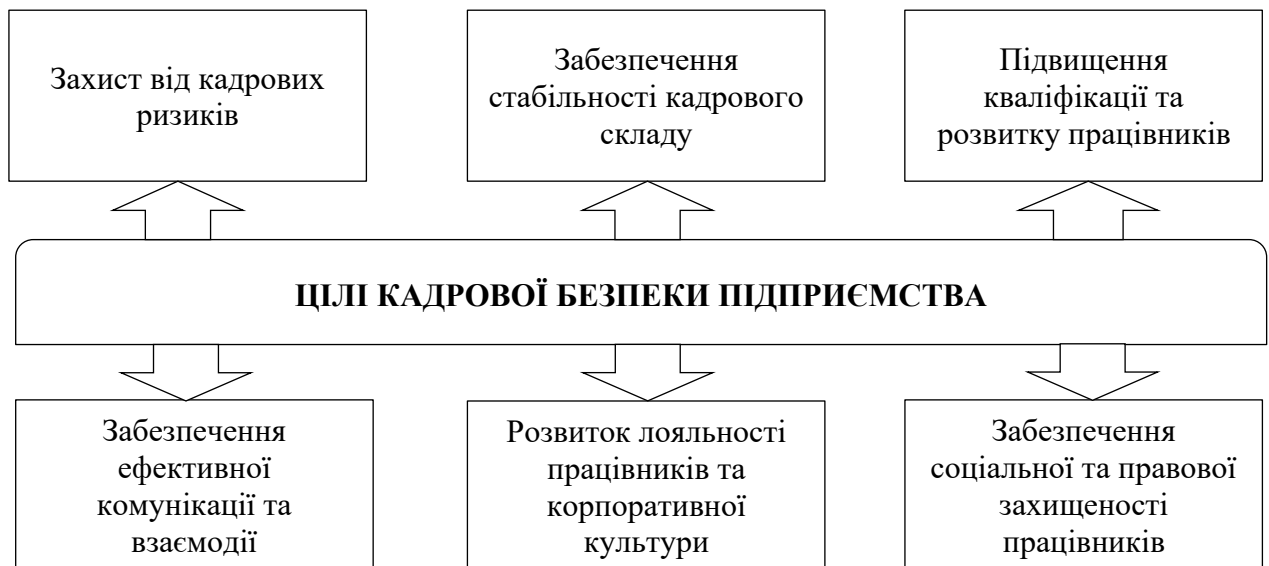 Захист від кадрових
ризиків
Забезпечення
стабільності кадрового
складу
Підвищення
кваліфікації та
розвитку працівників
ЦІЛІ КАДРОВОЇ БЕЗПЕКИ ПІДПРИЄМСТВА
Забезпечення
ефективної
комунікації та
взаємодії
Розвиток лояльності
працівників та
корпоративної
культури
Забезпечення
соціальної та правової
захищеності
працівників